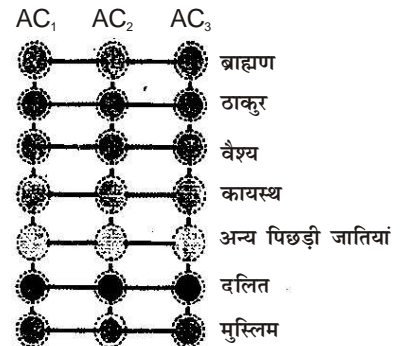 AC₁ AC₂ AC₃
ब्राह्मण
ठाकुर
वैश्य
कायस्थ
अन्य पिछड़ी जातियां
दलित
मुस्लिम